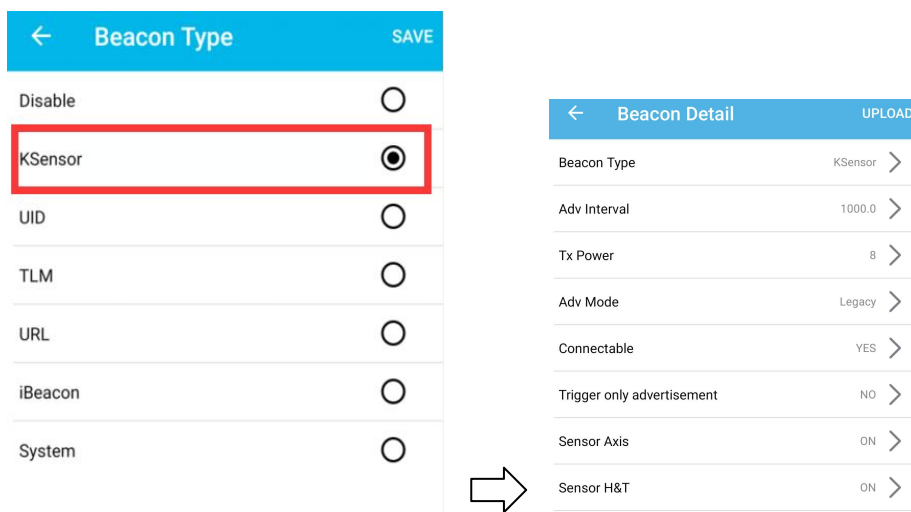 Beacon Type SAVE
Disable
KSensor
UID
TLM
URL
iBeacon
System
Beacon Detail UPLOAD
Beacon Type KSensor
Adv Interval 1000.0
Tx Power 8
Adv Mode Legacy
Connectable YES
Trigger only advertisement NO
Sensor Axis ON
Sensor H&T ON